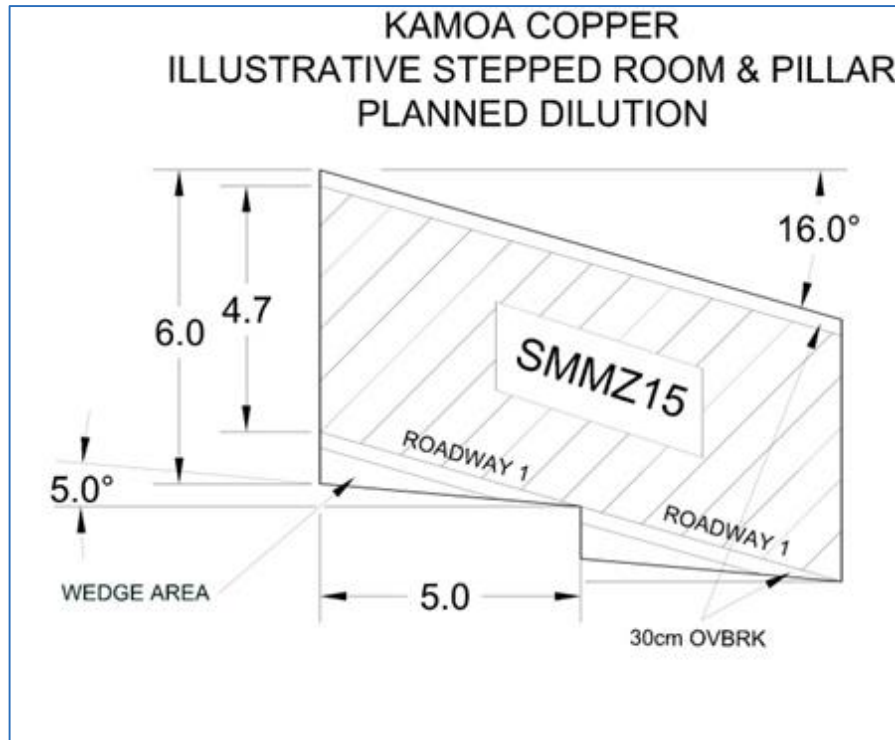 KAMOA COPPER
ILLUSTRATIVE STEPPED ROOM & PILLAR
PLANNED DILUTION
16.0°
6.0
4.7
SMMZ15
ROADWAY 1
5.0°
ROADWAY 1
WEDGE AREA
5.0
30cm OVBRK